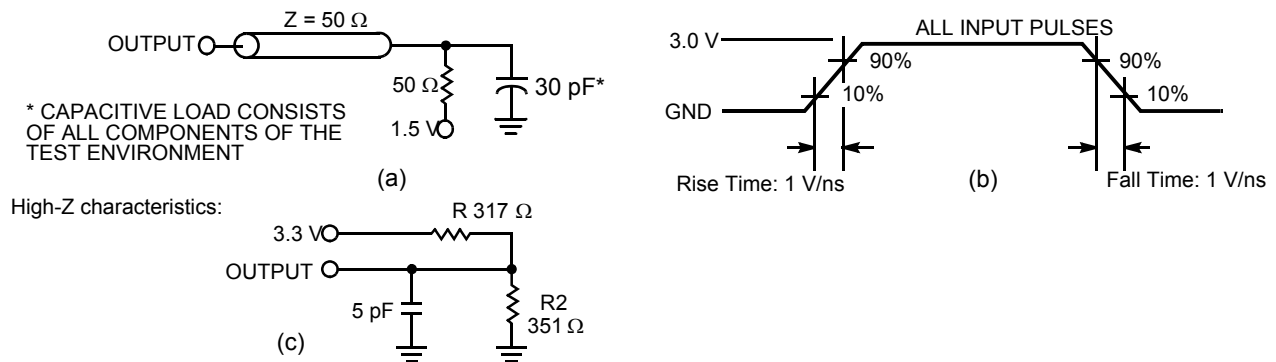 Z = 50 Ω
OUTPUT
50 Ω
30 pF*
1.5 V
* CAPACITIVE LOAD CONSISTS
OF ALL COMPONENTS OF THE
TEST ENVIRONMENT
(a)
3.0 V
ALL INPUT PULSES
90%
10%
GND
90%
10%
Rise Time: 1 V/ns
(b)
Fall Time: 1 V/ns
High-Z characteristics:
R 317 Ω
3.3 V
OUTPUT
5 pF
R2
351 Ω
(c)